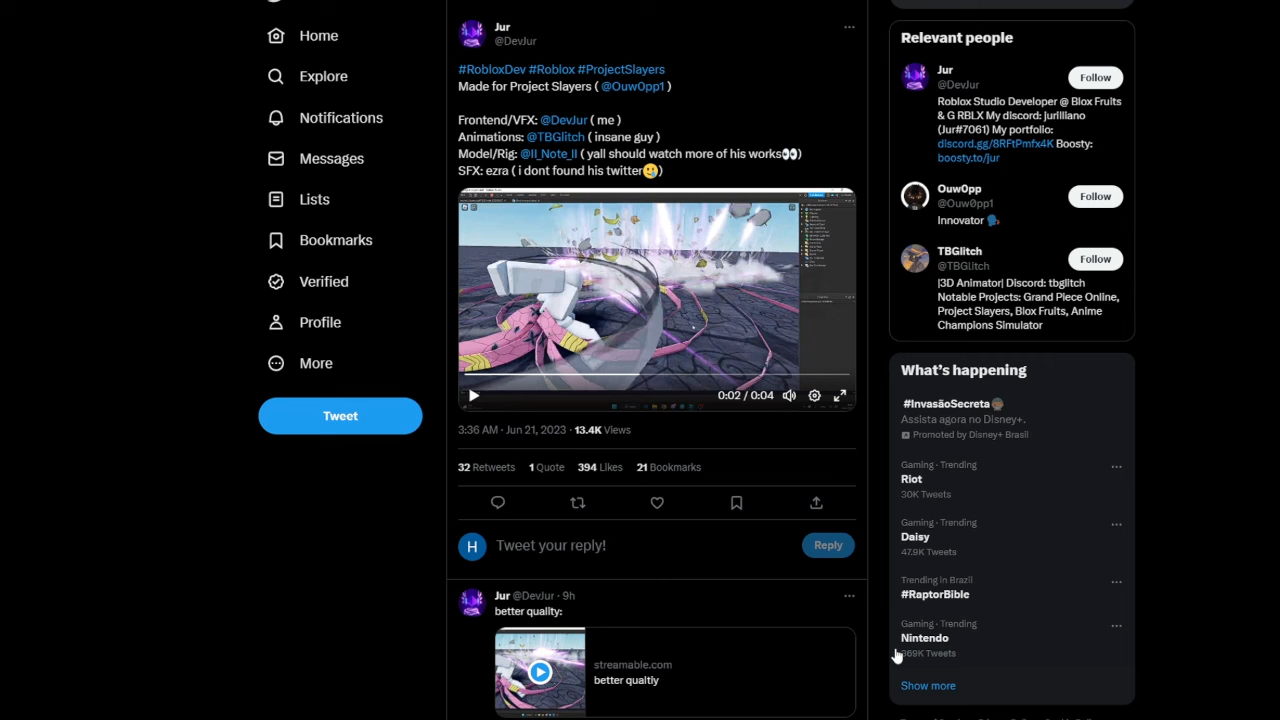 Home
Explore
Notifications
Messages
Lists
Bookmarks
Verified
Profile
More
Tweet
Jur
@DevJur
#RobloxDev #Roblox #ProjectSlayers
Made for Project Slayers ( @Ouw0pp1 )
Frontend/VFX: @DevJur ( me )
Animations: @TBGlitch ( insane guy )
Model/Rig: @II_Note_II ( yall should watch more of his works👀)
SFX: ezra ( i dont found his twitter🥲)
0:02 / 0:04
3:36 AM · Jun 21, 2023 · 13.4K Views
32 Retweets 1 Quote 394 Likes 21 Bookmarks
H
Tweet your reply!
Reply
Jur @DevJur · 9h
better quality:
streamable.com
better qualtiy
Relevant people
Jur
@DevJur
Follow
Roblox Studio Developer @ Blox Fruits
& G RBLX My discord: jurilliano
(Jur#7061) My portfolio:
discord.gg/8RFtPmfx4K Boosty:
boosty.to/jur
Ouw0pp
@Ouw0pp1
Follow
Innovator 🗣
TBGlitch
@TBGlitch
Follow
|3D Animator| Discord: tbglitch
Notable Projects: Grand Piece Online,
Project Slayers, Blox Fruits, Anime
Champions Simulator
What's happening
#InvasãoSecreta
Assista agora no Disney+.
Promoted by Disney+ Brasil
Gaming · Trending
Riot
30K Tweets
Gaming · Trending
Daisy
47.9K Tweets
Trending in Brazil
#RaptorBible
Gaming · Trending
Nintendo
369K Tweets
Show more